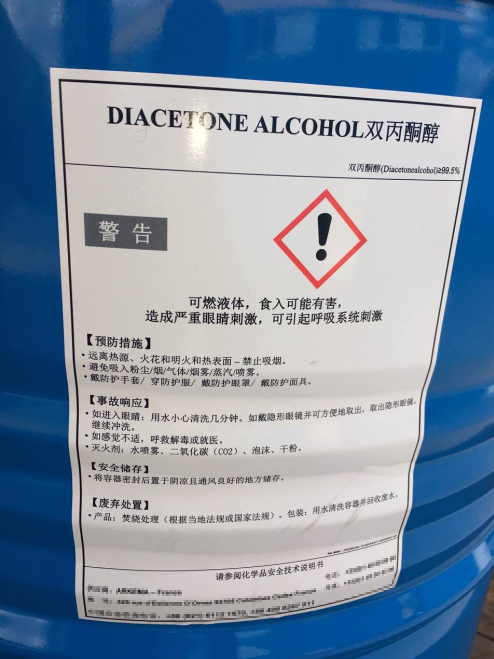 DIACETONE ALCOHOL双丙酮醇
双丙酮醇(Diacetonealcohol)≥99.5%
警告
可燃液体，食入可能有害，
造成严重眼睛刺激，可引起呼吸系统刺激
【预防措施】
·远离热源、火花和明火和热表面－禁止吸烟。
·避免吸入粉尘/烟/气体/烟雾/蒸汽/喷雾。
·戴防护手套/ 穿防护服/ 戴防护眼罩/ 戴防护面具。
【事故响应】
·如进入眼睛：用水小心清洗几分钟。如戴隐形眼镜并可方便地取出，取出隐形眼镜。
继续冲洗。
·如感觉不适，呼救解毒或就医。
·灭火剂：水喷雾、二氧化碳（CO2）、泡沫、干粉。
【安全储存】
·将容器密封后置于阴凉且通风良好的地方储存。
【废弃处置】
·产品：焚烧处理（根据当地法规或国家法规）。包装：用水清洗容器并回收废水。
请参阅化学品安全技术说明书